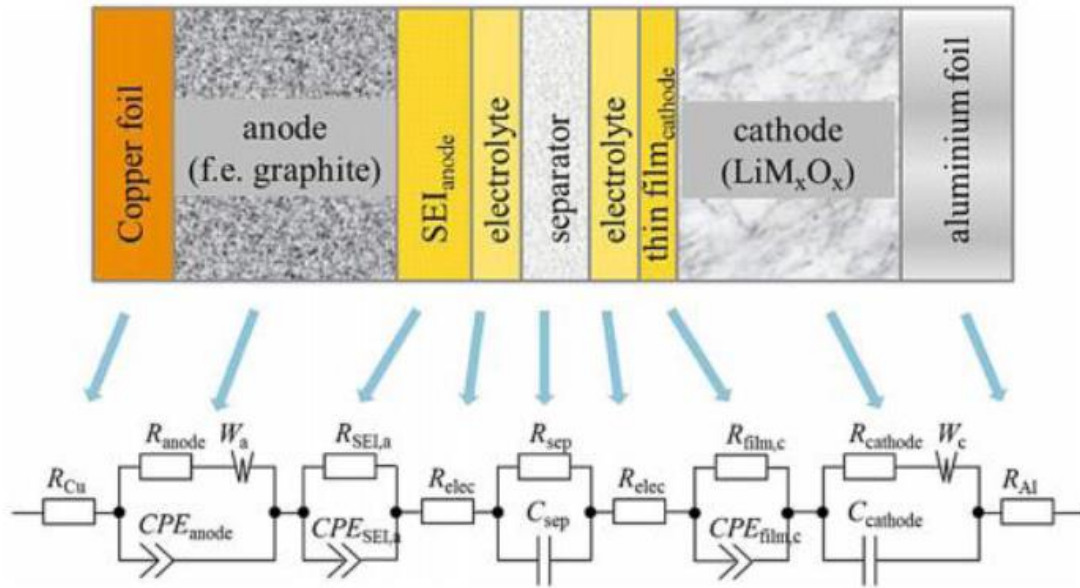 Copper foil
anode
(f.e. graphite)
SEIanode
electrolyte
separator
electrolyte
thin filmcathode
cathode
(LiMxOx)
aluminium foil
RCu
Ranode
Wa
CPEanode
RSEI,a
CPESEI,a
Relec
Rsep
Csep
Relec
Rfilm,c
CPEfilm,c
Rcathode
Wc
Ccathode
RAl